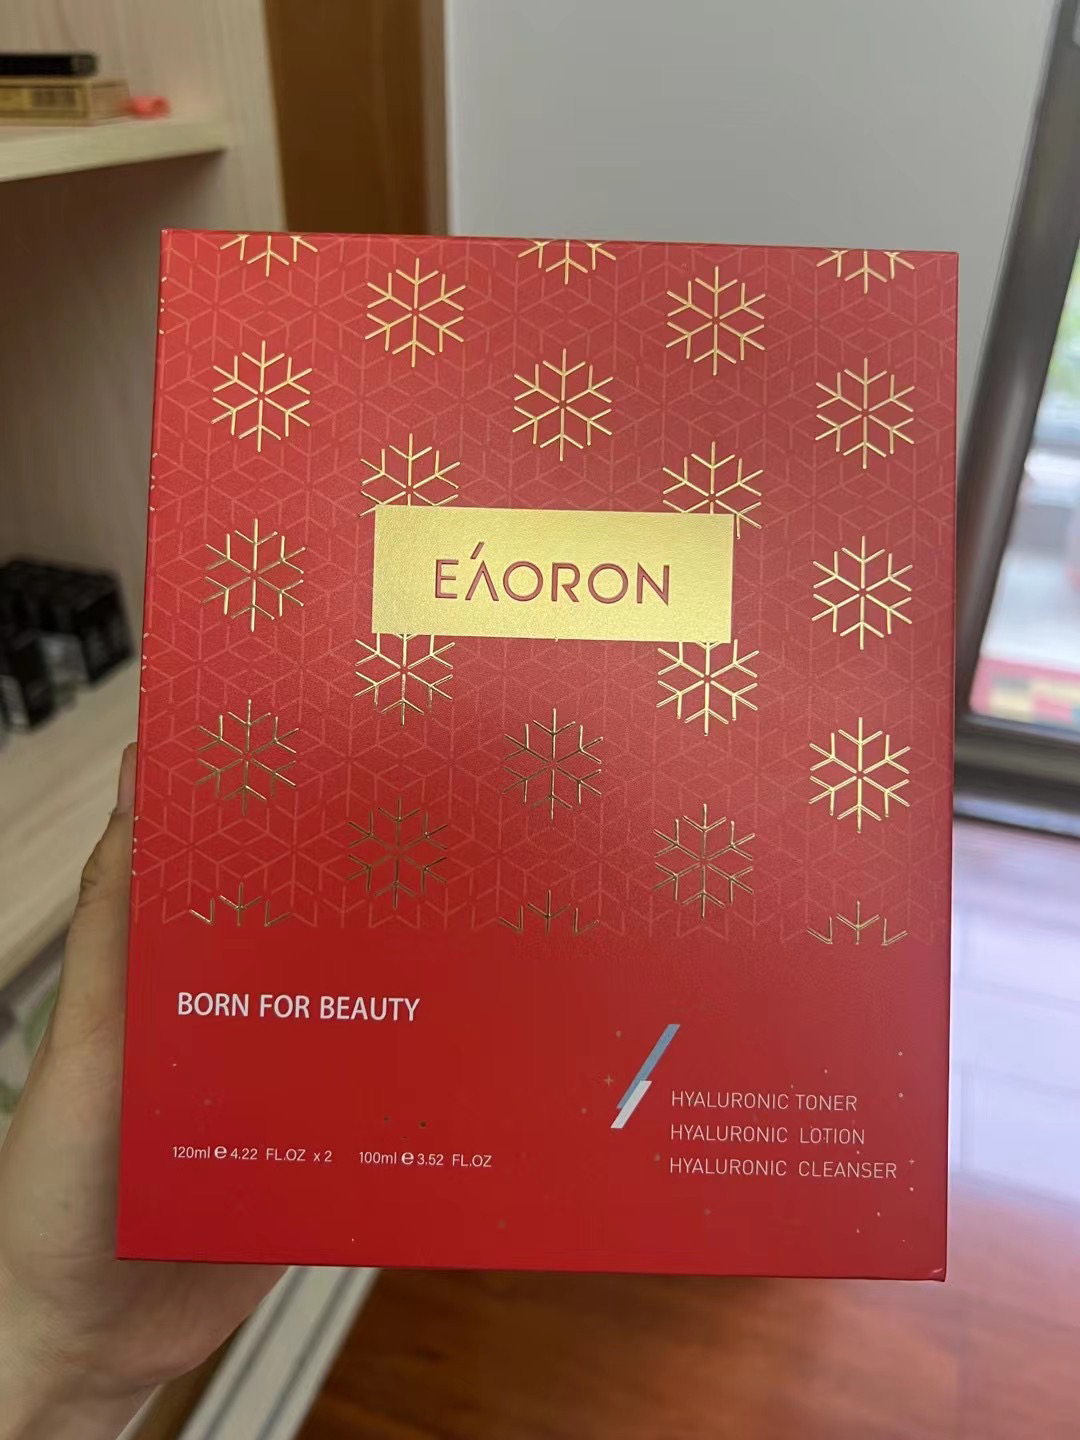 EÁORON
BORN FOR BEAUTY
HYALURONIC TONER
HYALURONIC LOTION
HYALURONIC CLEANSER
120ml ℮ 4.22 FL.OZ x 2 100ml ℮ 3.52 FL.OZ